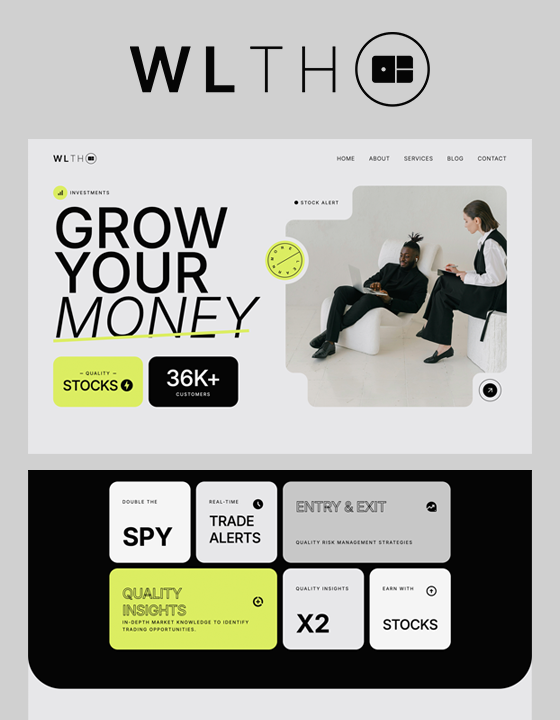 WLTH
WLTH
HOME ABOUT SERVICES BLOG CONTACT
INVESTMENTS
GROW
YOUR
MONEY
STOCK ALERT
— QUALITY —
STOCKS
36K+
CUSTOMERS
DOUBLE THE
SPY
REAL-TIME
TRADE
ALERTS
ENTRY & EXIT
QUALITY RISK MANAGEMENT STRATEGIES
QUALITY
INSIGHTS
IN-DEPTH MARKET KNOWLEDGE TO IDENTIFY
TRADING OPPORTUNITIES.
QUALITY INSIGHTS
X2
EARN WITH
STOCKS